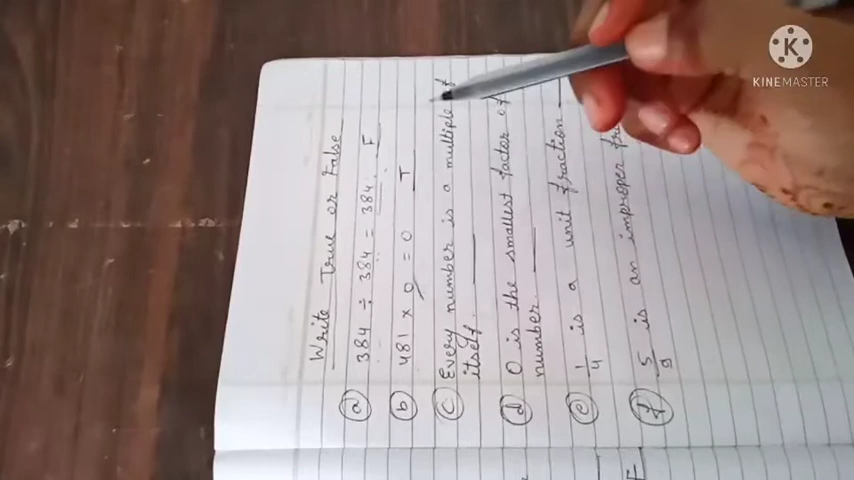 Write True or False
ⓐ 384 ÷ 384 = 384. F
ⓑ 481 × 0 = 0 T
ⓒ Every number is a multiple of
itself.
ⓓ 0 is the smallest factor of
number.
ⓔ 1/4 is a unit fraction
ⓕ 5/9 is an improper
F
K
KINEMASTER